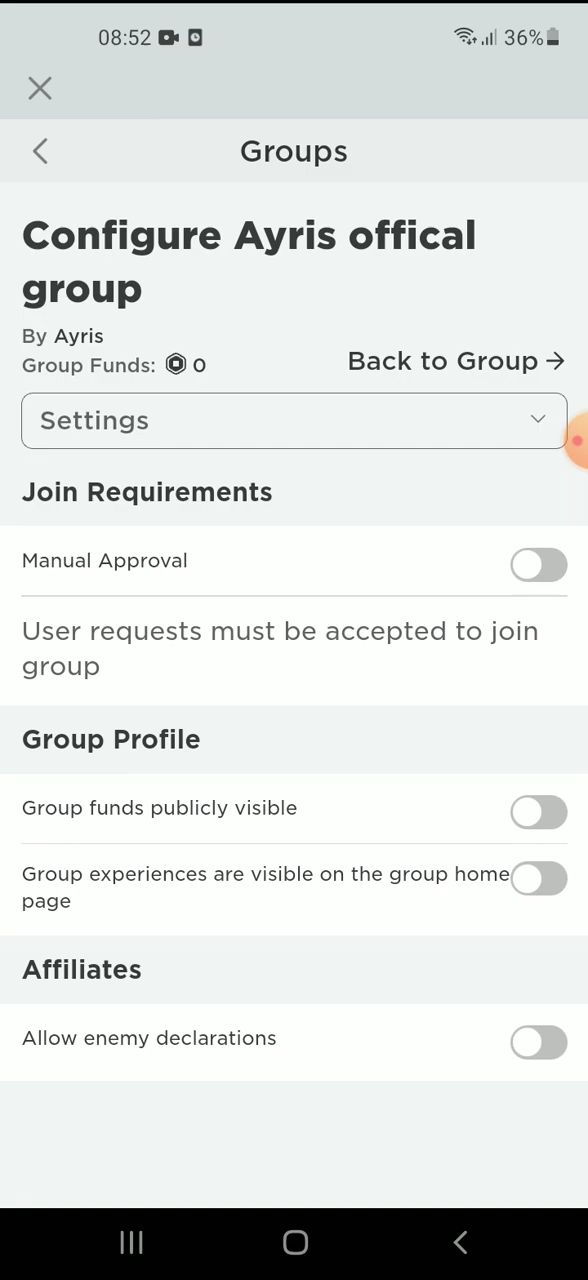 08:52
36%
Groups
Configure Ayris offical
group
By Ayris
Group Funds: 0
Back to Group →
Settings
Join Requirements
Manual Approval
User requests must be accepted to join
group
Group Profile
Group funds publicly visible
Group experiences are visible on the group home
page
Affiliates
Allow enemy declarations